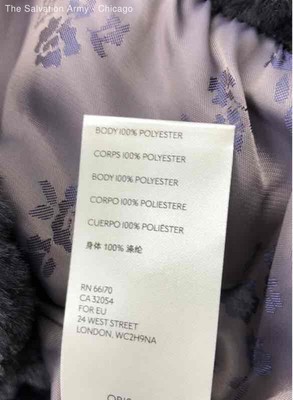 The Salvation Army - Chicago
BODY 100% POLYESTER
CORPS 100% POLYESTER
BODY 100% POLYESTER
CORPO 100% POLIESTERE
CUERPO 100% POLIÉSTER
身体 100% 涤纶
RN 66170
CA 32054
FOR EU
24 WEST STREET
LONDON, WC2H9NA